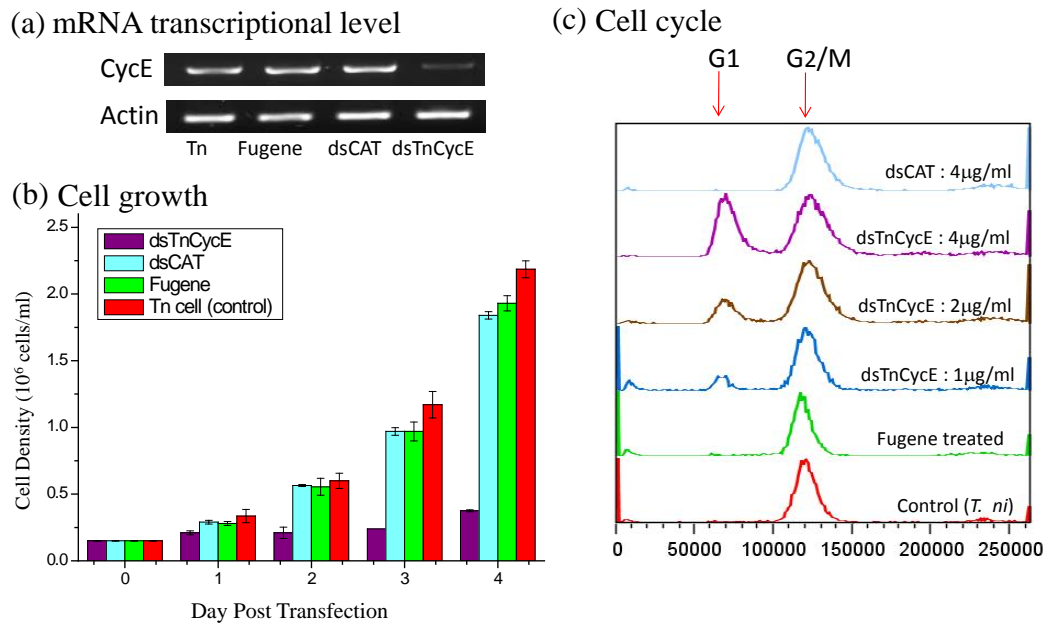 (a) mRNA transcriptional level
CycE
Actin
Tn Fugene dsCAT dsTnCycE
(b) Cell growth
dsTnCycE
dsCAT
Fugene
Tn cell (control)
2.5
2.0
1.5
1.0
0.5
0.0
Cell Density (10⁶ cells/ml)
0 1 2 3 4
Day Post Transfection
(c) Cell cycle
G1 G2/M
dsCAT : 4µg/ml
dsTnCycE : 4µg/ml
dsTnCycE : 2µg/ml
dsTnCycE : 1µg/ml
Fugene treated
Control (T. ni)
0 50000 100000 150000 200000 250000